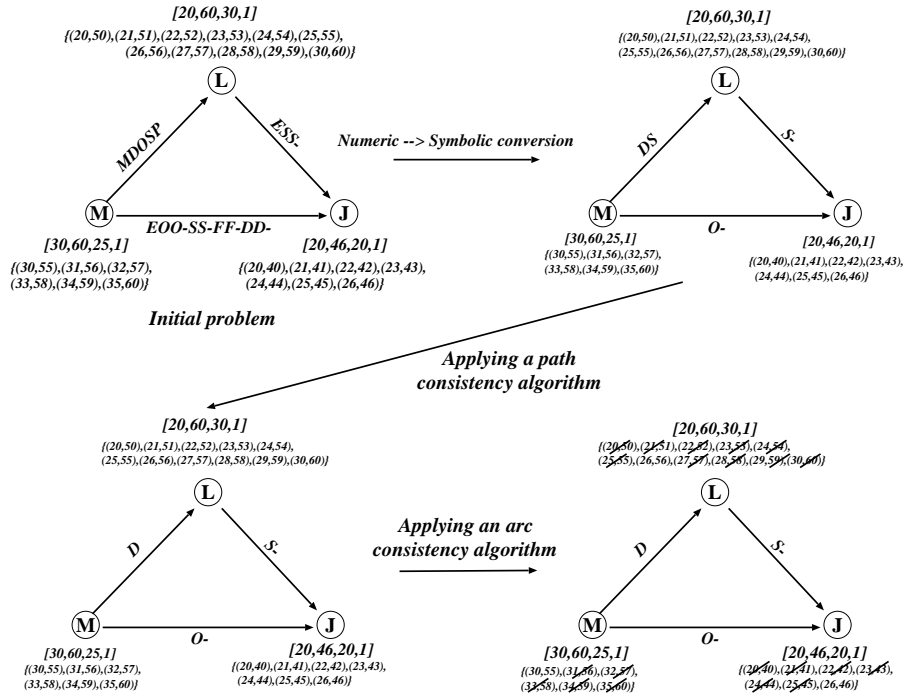 [20,60,30,1]
{(20,50),(21,51),(22,52),(23,53),(24,54),(25,55),
(26,56),(27,57),(28,58),(29,59),(30,60)}
L
MDOSP
ESS-
M
EOO-SS-FF-DD-
J
[30,60,25,1]
{(30,55),(31,56),(32,57),
(33,58),(34,59),(35,60)}
[20,46,20,1]
{(20,40),(21,41),(22,42),(23,43),
(24,44),(25,45),(26,46)}
Initial problem
Numeric --> Symbolic conversion
[20,60,30,1]
{(20,50),(21,51),(22,52),(23,53),(24,54),
(25,55),(26,56),(27,57),(28,58),(29,59),(30,60)}
L
DS
S-
M
O-
J
[30,60,25,1]
{(30,55),(31,56),(32,57),
(33,58),(34,59),(35,60)}
[20,46,20,1]
{(20,40),(21,41),(22,42),(23,43),
(24,44),(25,45),(26,46)}
Applying a path
consistency algorithm
[20,60,30,1]
{(20,50),(21,51),(22,52),(23,53),(24,54),
(25,55),(26,56),(27,57),(28,58),(29,59),(30,60)}
L
D
S-
M
O-
J
[30,60,25,1]
{(30,55),(31,56),(32,57),
(33,58),(34,59),(35,60)}
[20,46,20,1]
{(20,40),(21,41),(22,42),(23,43),
(24,44),(25,45),(26,46)}
Applying an arc
consistency algorithm
[20,60,30,1]
{(20,50),(21,51),(22,52),(23,53),(24,54),
(25,55),(26,56),(27,57),(28,58),(29,59),(30,60)}
L
D
S-
M
O-
J
[30,60,25,1]
{(30,55),(31,56),(32,57),
(33,58),(34,59),(35,60)}
[20,46,20,1]
{(20,40),(21,41),(22,42),(23,43),
(24,44),(25,45),(26,46)}